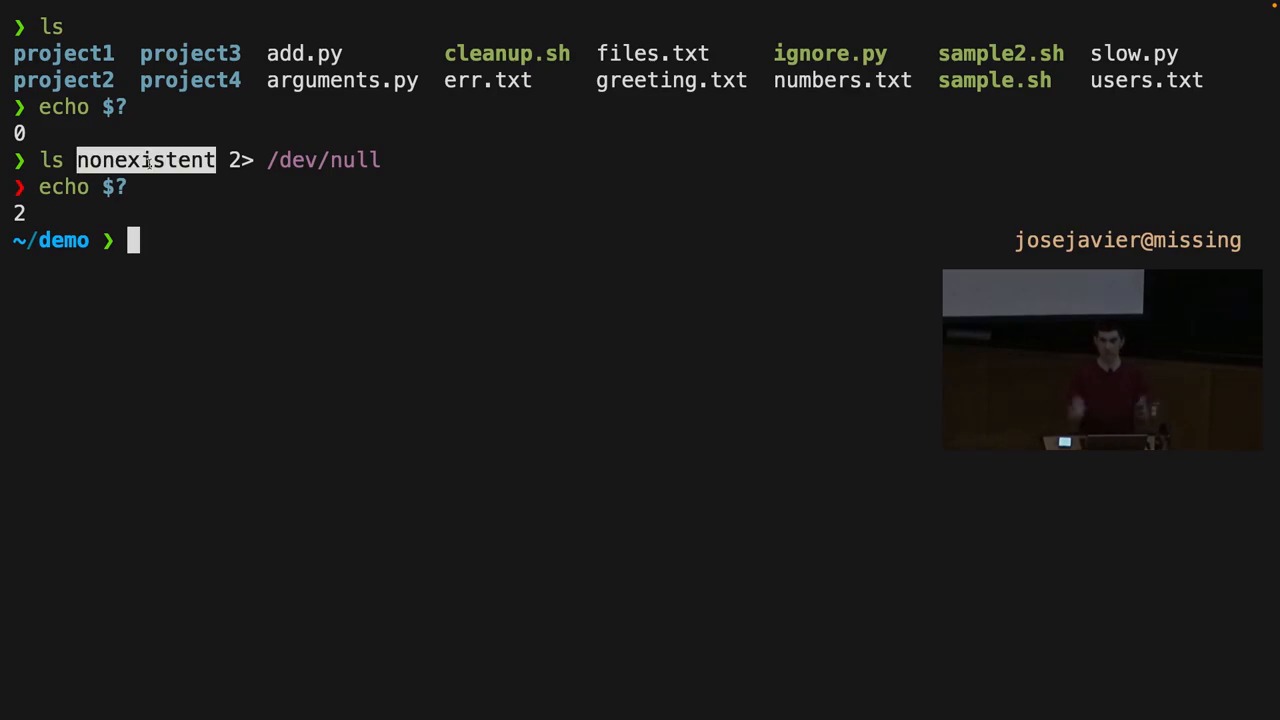 ❯ ls
project1 project3 add.py cleanup.sh files.txt ignore.py sample2.sh slow.py
project2 project4 arguments.py err.txt greeting.txt numbers.txt sample.sh users.txt
❯ echo $?
0
❯ ls nonexistent 2> /dev/null
❯ echo $?
2
~/demo ❯ josejavier@missing